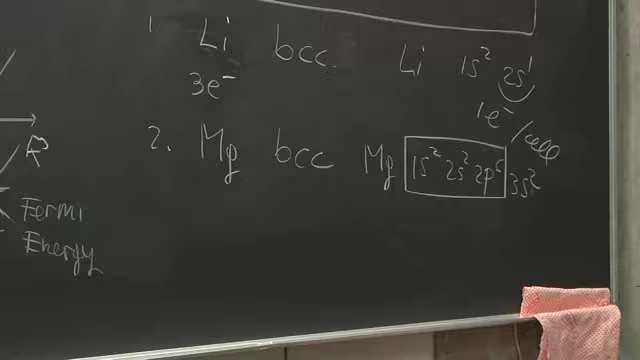 1 Li bcc. Li 1s² 2s¹
3e⁻
1e⁻/cell
2. Mg bcc Mg 1s² 2s² 2p⁶ 3s²
k
Fermi
Energy